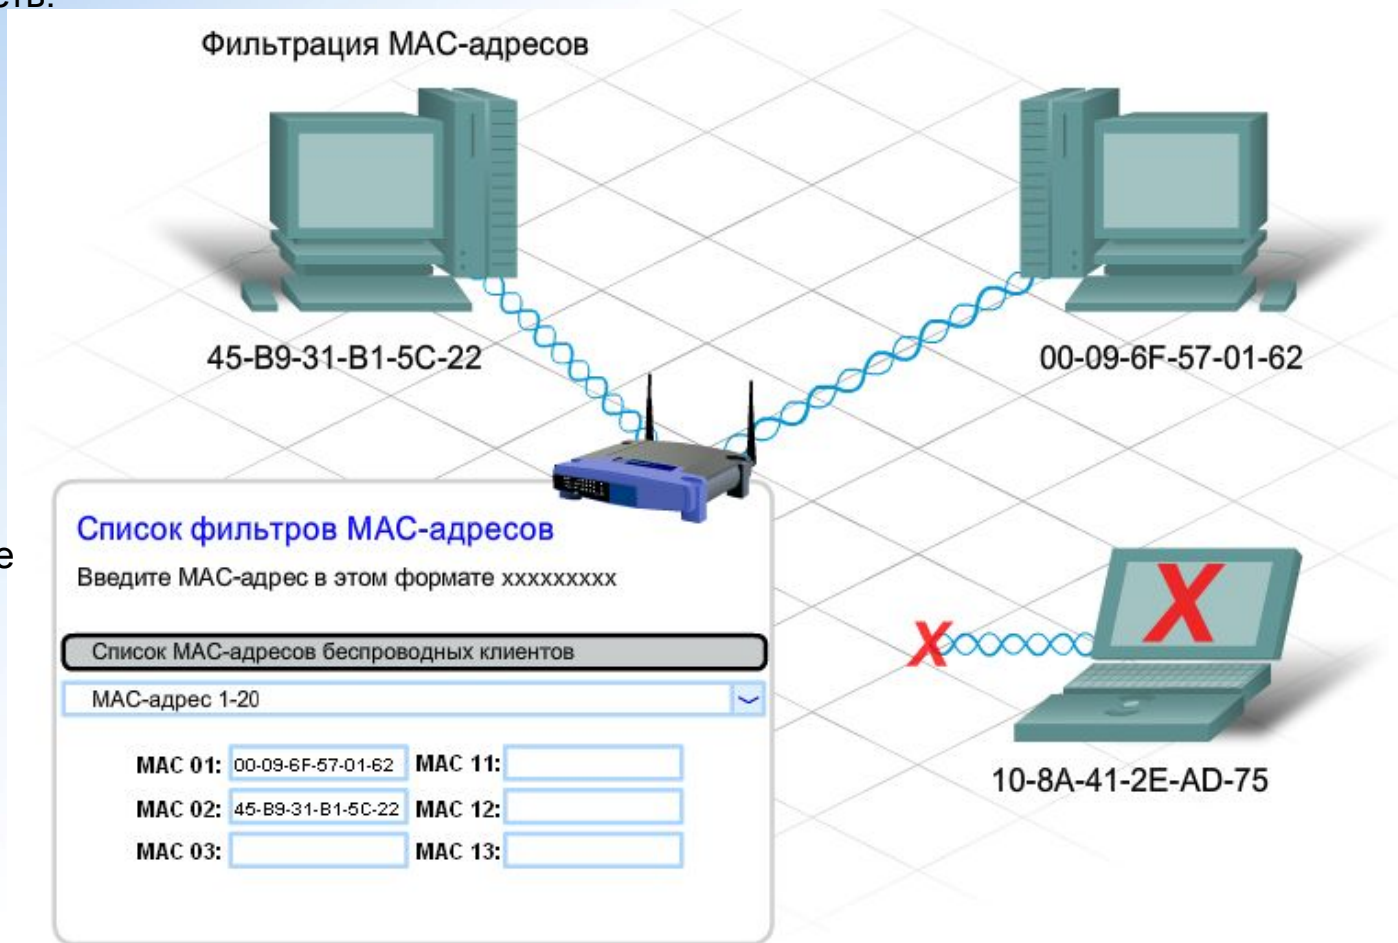 сть.
Фильтрация MAC-адресов
45-B9-31-B1-5C-22
00-09-6F-57-01-62
Список фильтров MAC-адресов
е
Введите MAC-адрес в этом формате xxxxxxxxx
Список MAC-адресов беспроводных клиентов
MAC-адрес 1-20
MAC 01: 00-09-6F-57-01-62 MAC 11:
MAC 02: 45-B9-31-B1-5C-22 MAC 12:
MAC 03: MAC 13:
X
X
10-8A-41-2E-AD-75